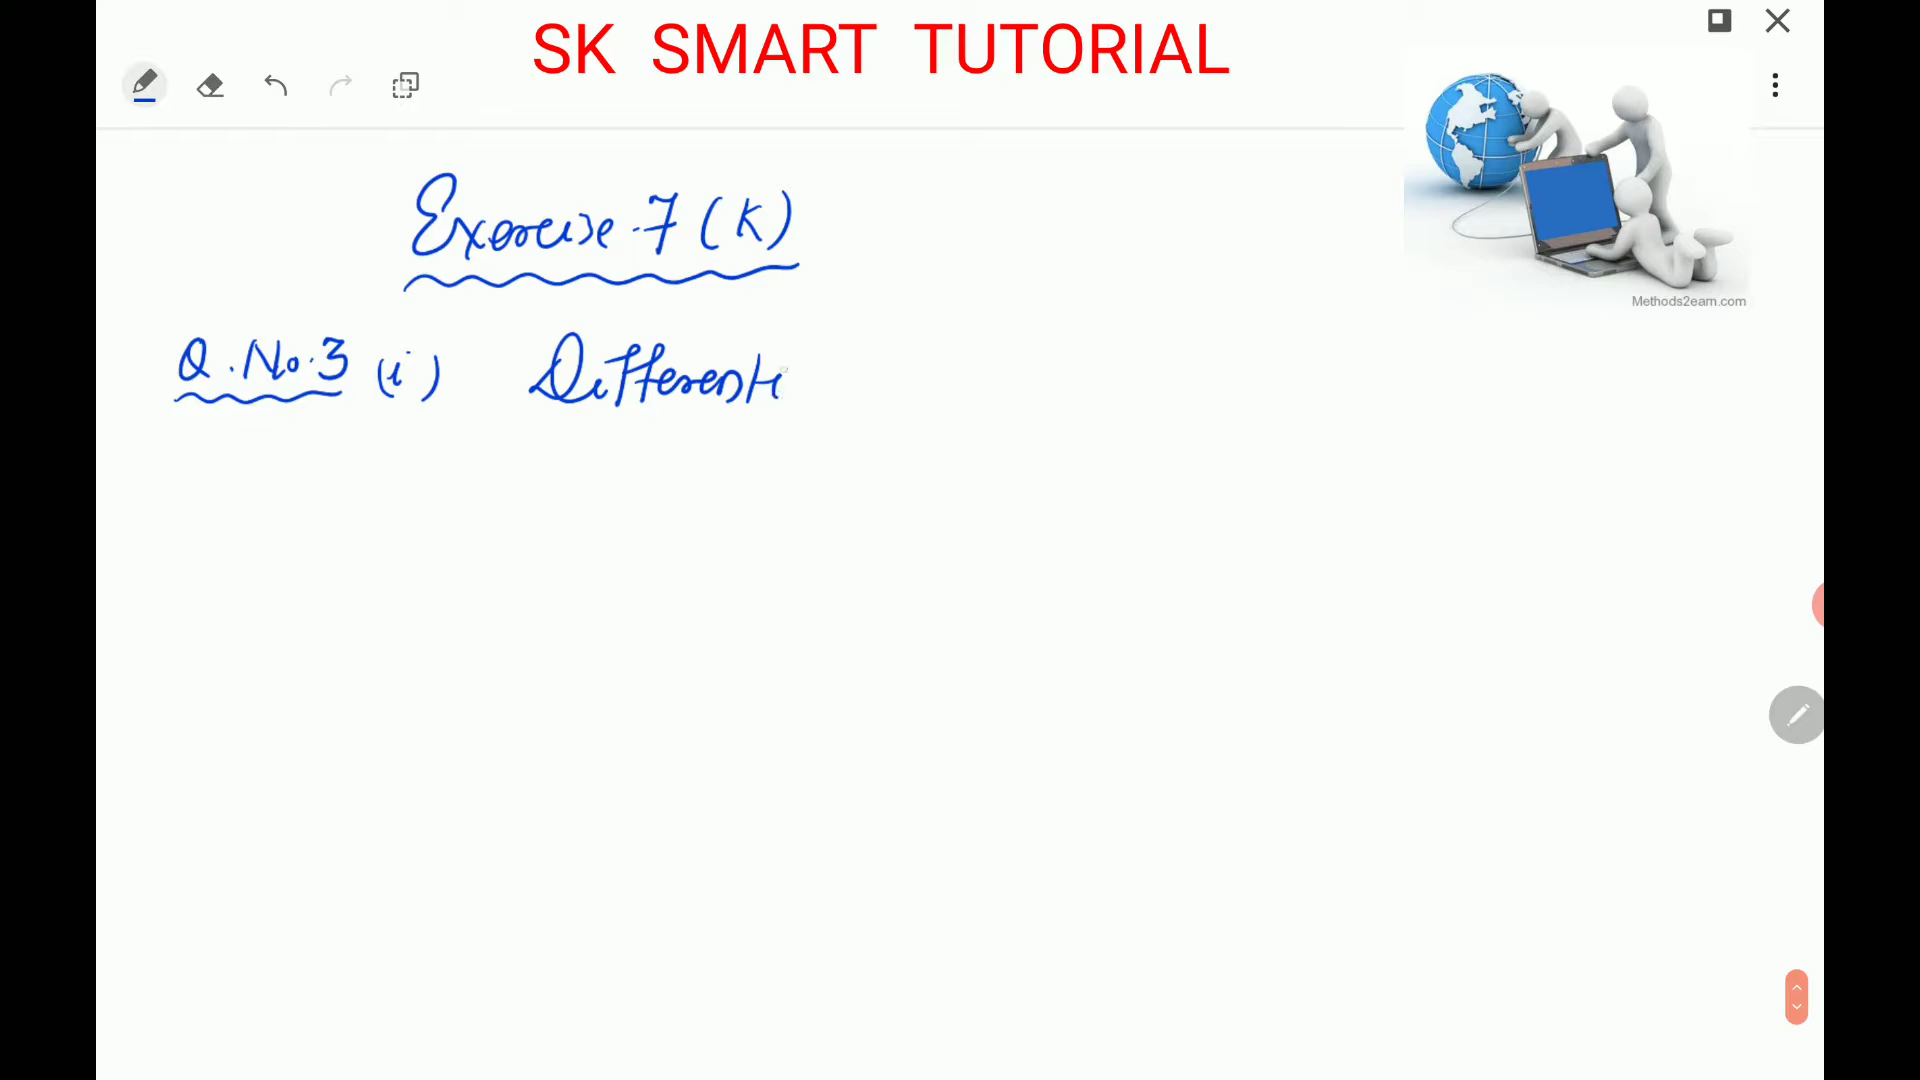 SK SMART TUTORIAL
Methods2earn.com
Exercise.7 (K)
Q.No.3 (i) Differenti